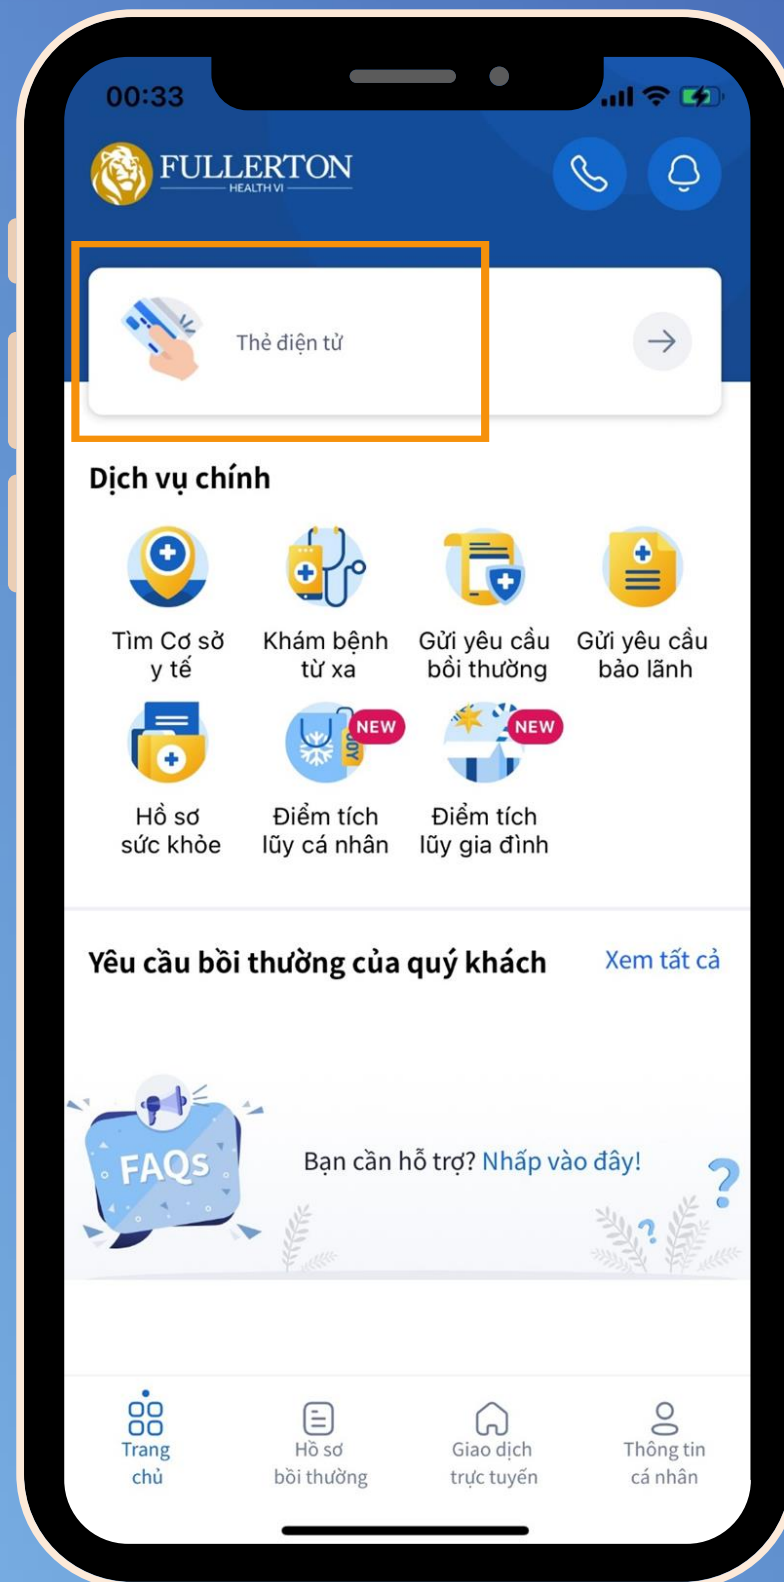 00:33
FULLERTON
HEALTH VI
Thẻ điện tử
Dịch vụ chính
Tìm Cơ sở
y tế
Khám bệnh
từ xa
Gửi yêu cầu
bồi thường
Gửi yêu cầu
bảo lãnh
NEW
JOY
NEW
Hồ sơ
sức khỏe
Điểm tích
lũy cá nhân
Điểm tích
lũy gia đình
Yêu cầu bồi thường của quý khách
Xem tất cả
FAQs
Bạn cần hỗ trợ? Nhấp vào đây!
?
?
Trang
chủ
Hồ sơ
bồi thường
Giao dịch
trực tuyến
Thông tin
cá nhân